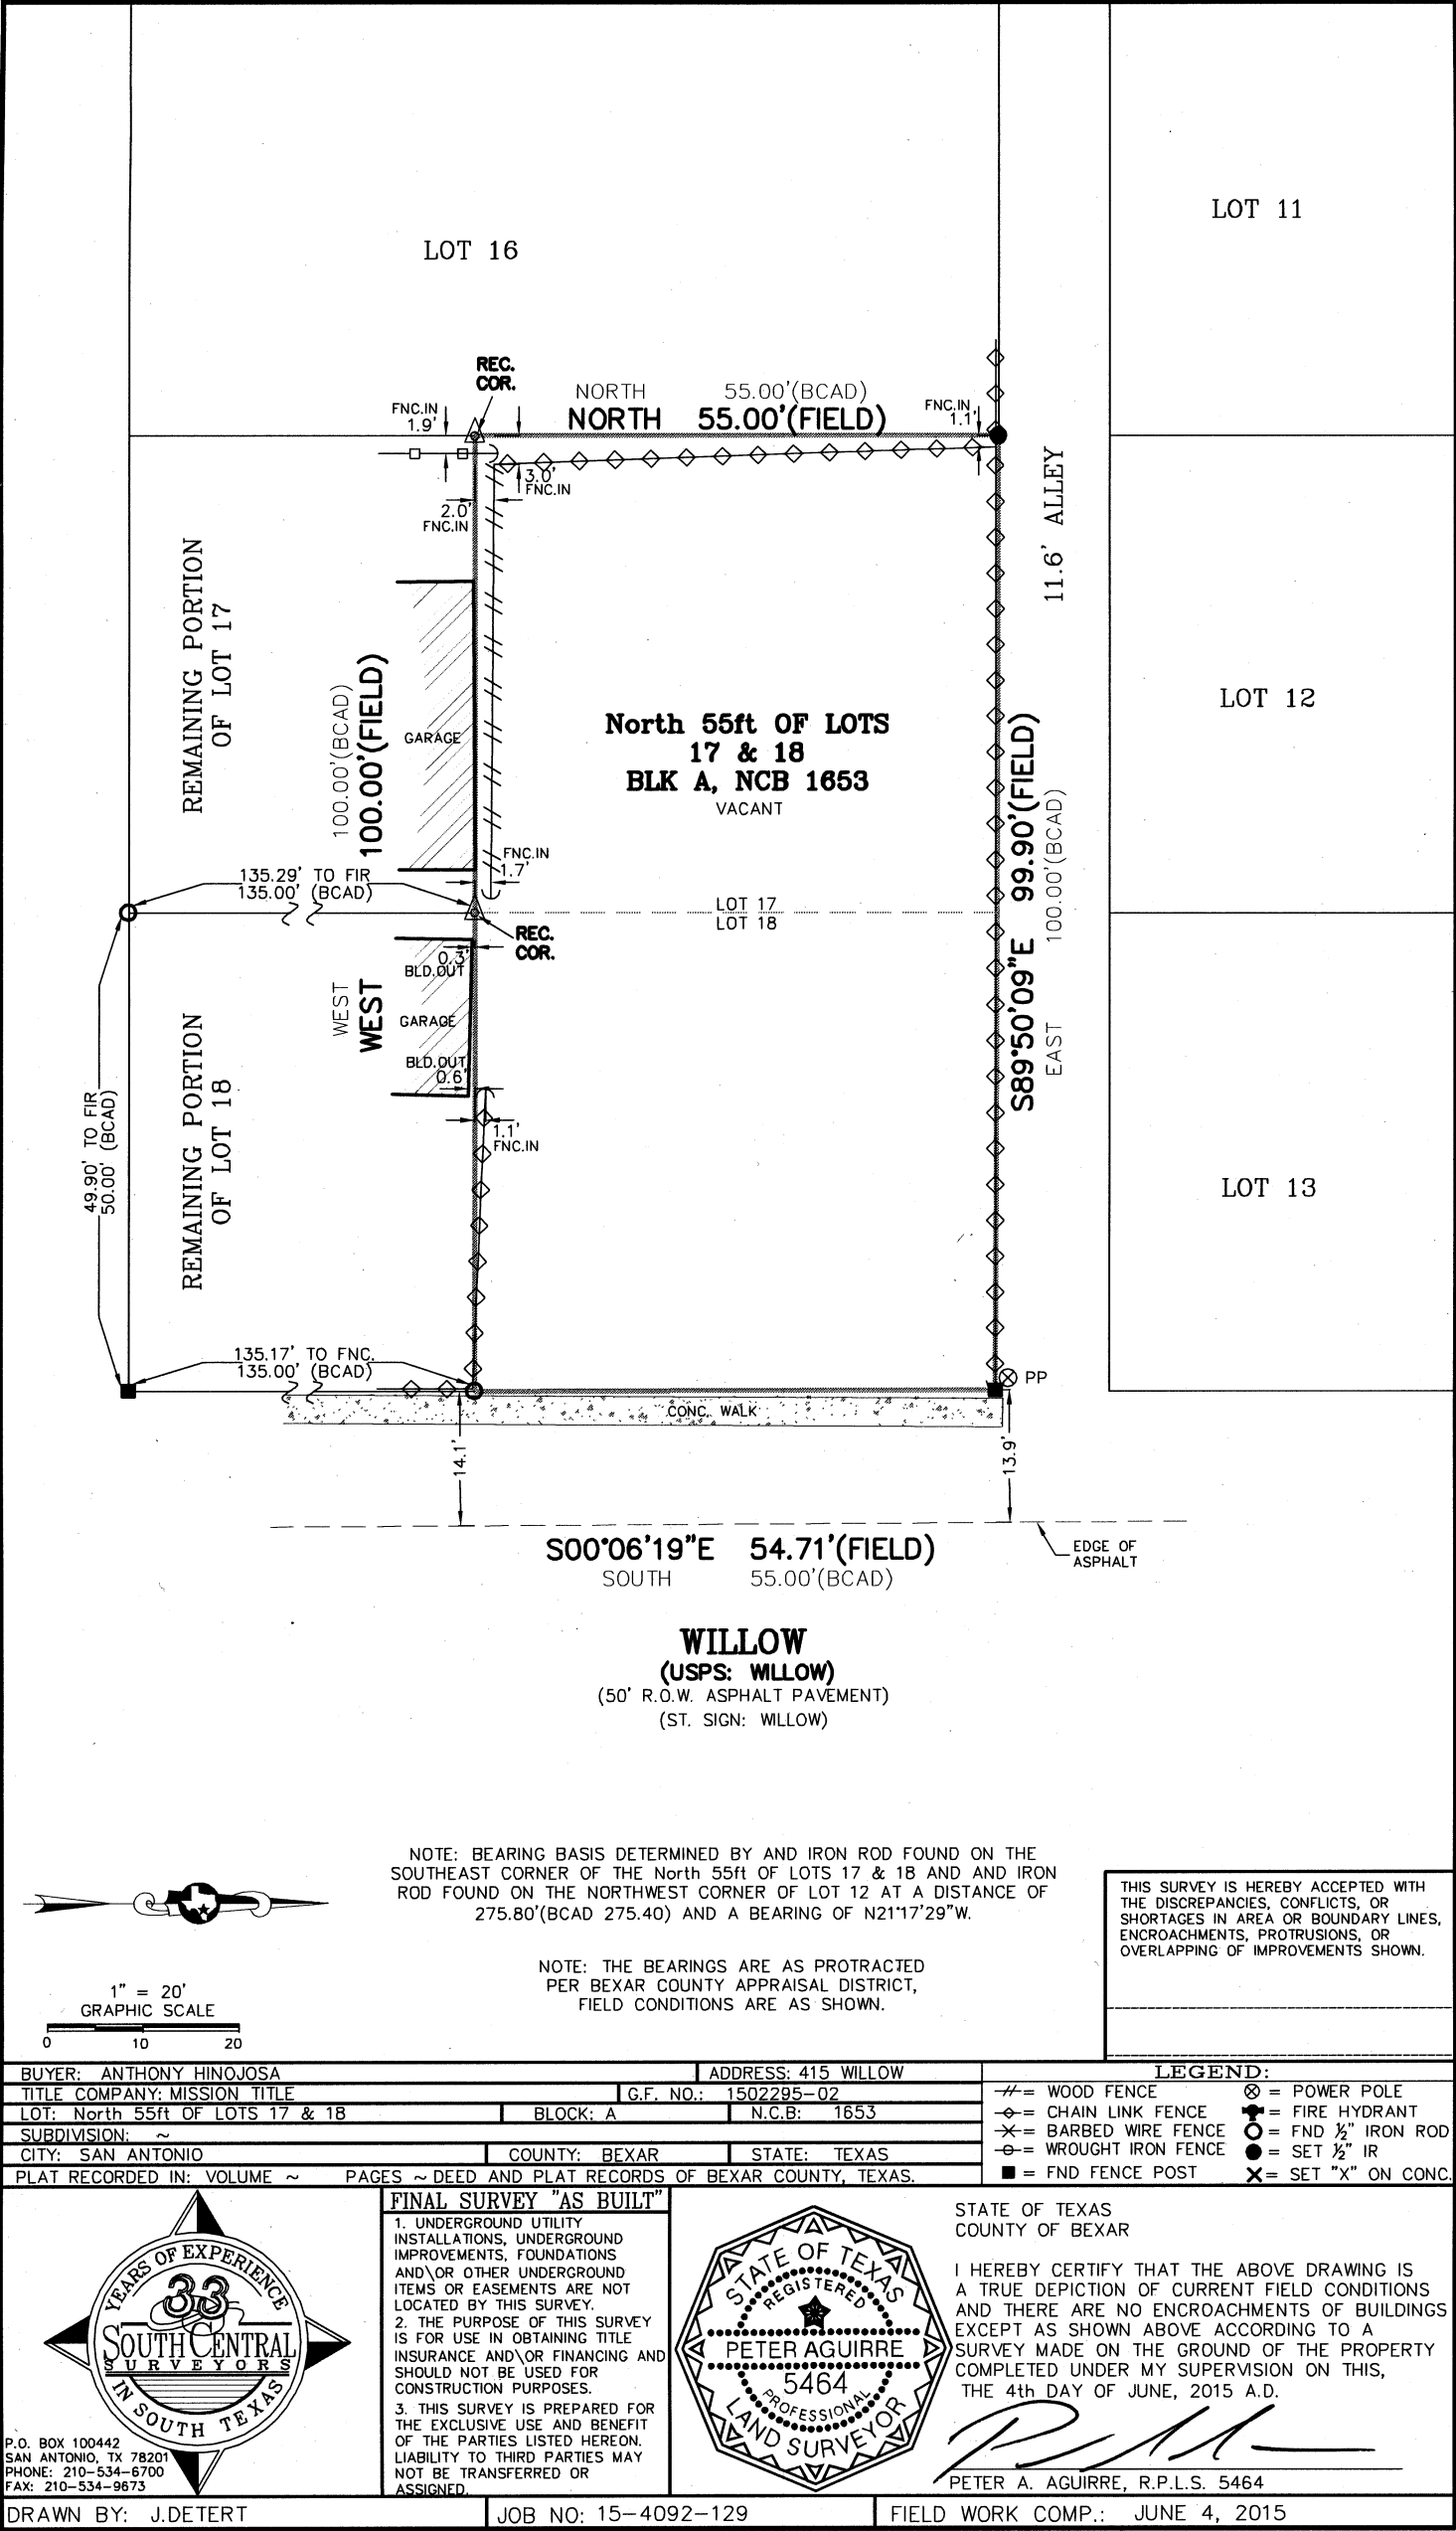 LOT 11
LOT 16
REC.
COR.
NORTH 55.00'(BCAD)
NORTH 55.00'(FIELD)
FNC.IN
1.9'
FNC.IN
1.1'
3.0'
FNC.IN
2.0'
FNC.IN
11.6' ALLEY
REMAINING PORTION
OF LOT 17
100.00'(BCAD)
100.00'(FIELD)
GARAGE
North 55ft OF LOTS
17 & 18
BLK A, NCB 1653
VACANT
LOT 12
S89°50'09"E 99.90'(FIELD)
EAST 100.00'(BCAD)
FNC.IN
1.7'
135.29' TO FIR
135.00' (BCAD)
LOT 17
LOT 18
REC.
COR.
0.3'
BLD.OUT
GARAGE
BLD.OUT
0.6'
WEST
WEST
REMAINING PORTION
OF LOT 18
49.90' TO FIR
50.00' (BCAD)
1.1'
FNC.IN
LOT 13
135.17' TO FNC.
135.00' (BCAD)
PP
CONC. WALK
14.1'
13.9'
S00°06'19"E 54.71'(FIELD)
SOUTH 55.00'(BCAD)
EDGE OF
ASPHALT
WILLOW
(USPS: WILLOW)
(50' R.O.W. ASPHALT PAVEMENT)
(ST. SIGN: WILLOW)
NOTE: BEARING BASIS DETERMINED BY AND IRON ROD FOUND ON THE
SOUTHEAST CORNER OF THE North 55ft OF LOTS 17 & 18 AND AND IRON
ROD FOUND ON THE NORTHWEST CORNER OF LOT 12 AT A DISTANCE OF
275.80'(BCAD 275.40) AND A BEARING OF N21°17'29"W.
NOTE: THE BEARINGS ARE AS PROTRACTED
PER BEXAR COUNTY APPRAISAL DISTRICT,
FIELD CONDITIONS ARE AS SHOWN.
THIS SURVEY IS HEREBY ACCEPTED WITH
THE DISCREPANCIES, CONFLICTS, OR
SHORTAGES IN AREA OR BOUNDARY LINES,
ENCROACHMENTS, PROTRUSIONS, OR
OVERLAPPING OF IMPROVEMENTS SHOWN.
1" = 20'
GRAPHIC SCALE
0 10 20
BUYER: ANTHONY HINOJOSA ADDRESS: 415 WILLOW
TITLE COMPANY: MISSION TITLE G.F. NO.: 1502295-02
LOT: North 55ft OF LOTS 17 & 18 BLOCK: A N.C.B: 1653
SUBDIVISION: ~
CITY: SAN ANTONIO COUNTY: BEXAR STATE: TEXAS
PLAT RECORDED IN: VOLUME ~ PAGES ~ DEED AND PLAT RECORDS OF BEXAR COUNTY, TEXAS.
LEGEND:
= WOOD FENCE = POWER POLE
= CHAIN LINK FENCE = FIRE HYDRANT
= BARBED WIRE FENCE = FND ½" IRON ROD
= WROUGHT IRON FENCE = SET ½" IR
= FND FENCE POST = SET "X" ON CONC.
YEARS OF EXPERIENCE
33
SOUTH CENTRAL
SURVEYORS
IN SOUTH TEXAS
P.O. BOX 100442
SAN ANTONIO, TX 78201
PHONE: 210-534-6700
FAX: 210-534-9673
FINAL SURVEY "AS BUILT"
1. UNDERGROUND UTILITY
INSTALLATIONS, UNDERGROUND
IMPROVEMENTS, FOUNDATIONS
AND\OR OTHER UNDERGROUND
ITEMS OR EASEMENTS ARE NOT
LOCATED BY THIS SURVEY.
2. THE PURPOSE OF THIS SURVEY
IS FOR USE IN OBTAINING TITLE
INSURANCE AND\OR FINANCING AND
SHOULD NOT BE USED FOR
CONSTRUCTION PURPOSES.
3. THIS SURVEY IS PREPARED FOR
THE EXCLUSIVE USE AND BENEFIT
OF THE PARTIES LISTED HEREON.
LIABILITY TO THIRD PARTIES MAY
NOT BE TRANSFERRED OR
ASSIGNED.
STATE OF TEXAS
REGISTERED
PETER AGUIRRE
5464
PROFESSIONAL
LAND SURVEYOR
STATE OF TEXAS
COUNTY OF BEXAR
I HEREBY CERTIFY THAT THE ABOVE DRAWING IS
A TRUE DEPICTION OF CURRENT FIELD CONDITIONS
AND THERE ARE NO ENCROACHMENTS OF BUILDINGS
EXCEPT AS SHOWN ABOVE ACCORDING TO A
SURVEY MADE ON THE GROUND OF THE PROPERTY
COMPLETED UNDER MY SUPERVISION ON THIS,
THE 4th DAY OF JUNE, 2015 A.D.
PETER A. AGUIRRE, R.P.L.S. 5464
DRAWN BY: J.DETERT JOB NO: 15-4092-129 FIELD WORK COMP.: JUNE 4, 2015